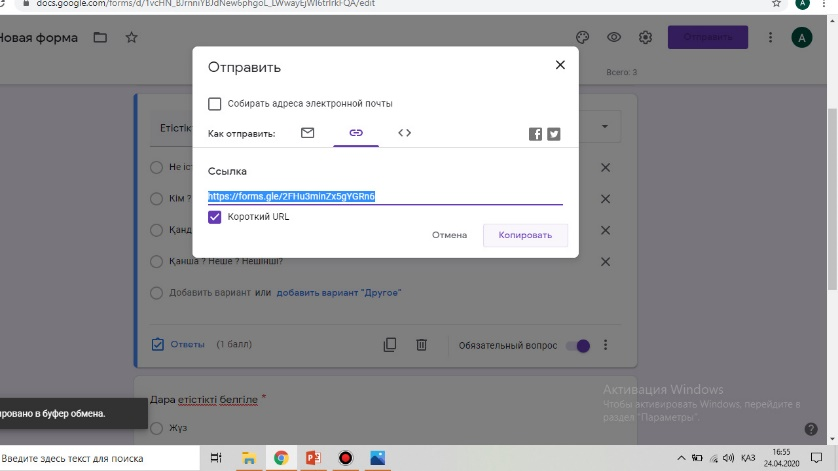 docs.google.com/forms/d/1vcHN_BJrnnIYBJdNew6phgoL_LWwayEjWI6trIrkFQA/edit
A
Новая форма
Отправить
A
Всего: 3
Отправить
Собирать адреса электронной почты
Как отправить:
Ссылка
https://forms.gle/2FHu3minZx5gYGRn6
Короткий URL
Отмена
Копировать
Етістік
Не іс
Кім ?
Қанд
Қанша ? Неше ? Нешінші?
Добавить вариант или добавить вариант "Другое"
Ответы (1 балл)
Обязательный вопрос
Дара етістікті белгіле *
Жүз
ировано в буфер обмена.
Активация Windows
Чтобы активировать Windows, перейдите в
раздел "Параметры".
Введите здесь текст для поиска
ҚАЗ
16:55
24.04.2020